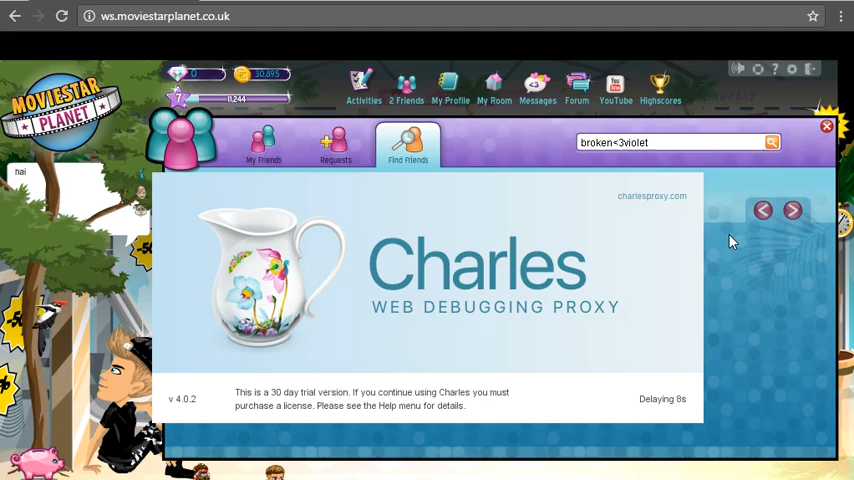 ws.moviestarplanet.co.uk
0
30,895
7
11,244
Activities
2 Friends
My Profile
My Room
Messages
Forum
YouTube
Highscores
MOVIESTAR
PLANET
My Friends
Requests
Find Friends
broken<3violet
hai
charlesproxy.com
Charles
WEB DEBUGGING PROXY
v 4.0.2
This is a 30 day trial version. If you continue using Charles you must
purchase a license. Please see the Help menu for details.
Delaying 8s